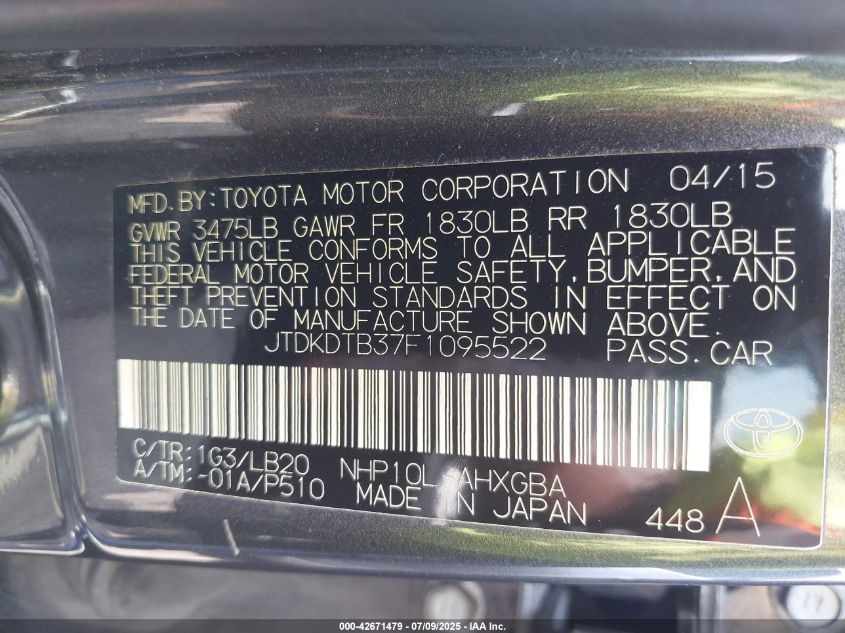 MFD.BY:TOYOTA MOTOR CORPORATION 04/15
GVWR 3475LB GAWR FR 1830LB RR 1830LB
THIS VEHICLE CONFORMS TO ALL APPLICABLE
FEDERAL MOTOR VEHICLE SAFETY,BUMPER,AND
THEFT PREVENTION STANDARDS IN EFFECT ON
THE DATE OF MANUFACTURE SHOWN ABOVE.
JTDKDTB37F1095522 PASS.CAR
C/TR:1G3/LB20 NHP10L-AHXGBA
A/TM:-01A/P510 MADE IN JAPAN 448 A
000-42671479 - 07/09/2025 - IAA Inc.